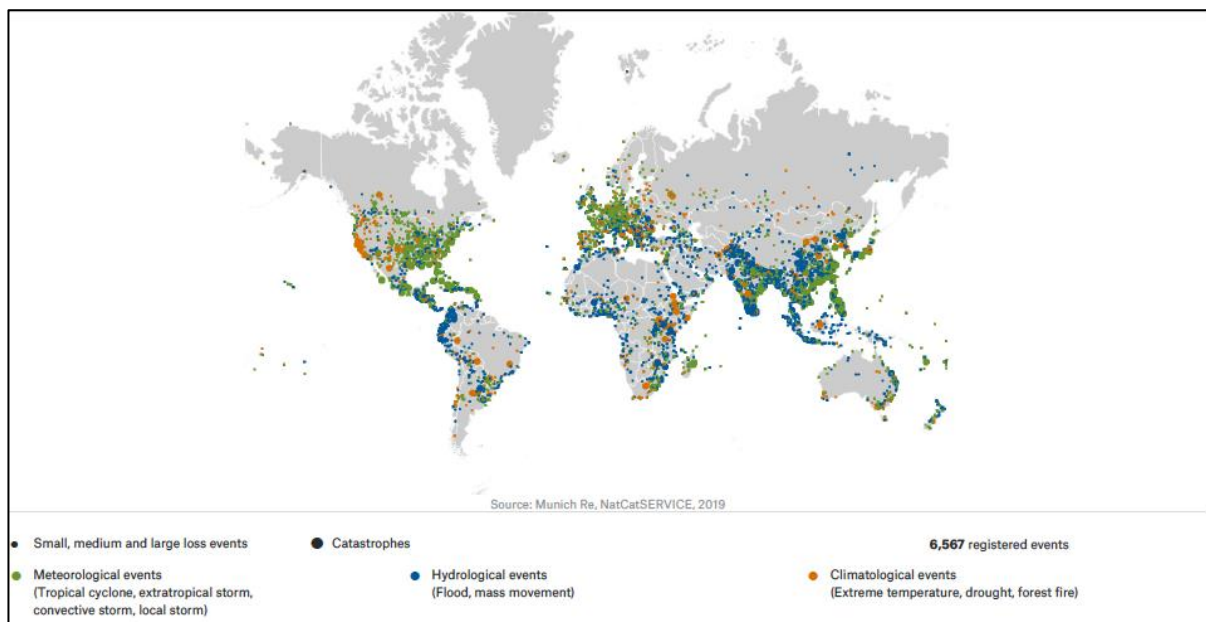 Source: Munich Re, NatCatSERVICE, 2019
Small, medium and large loss events
Catastrophes
6,567 registered events
Meteorological events
(Tropical cyclone, extratropical storm,
convective storm, local storm)
Hydrological events
(Flood, mass movement)
Climatological events
(Extreme temperature, drought, forest fire)